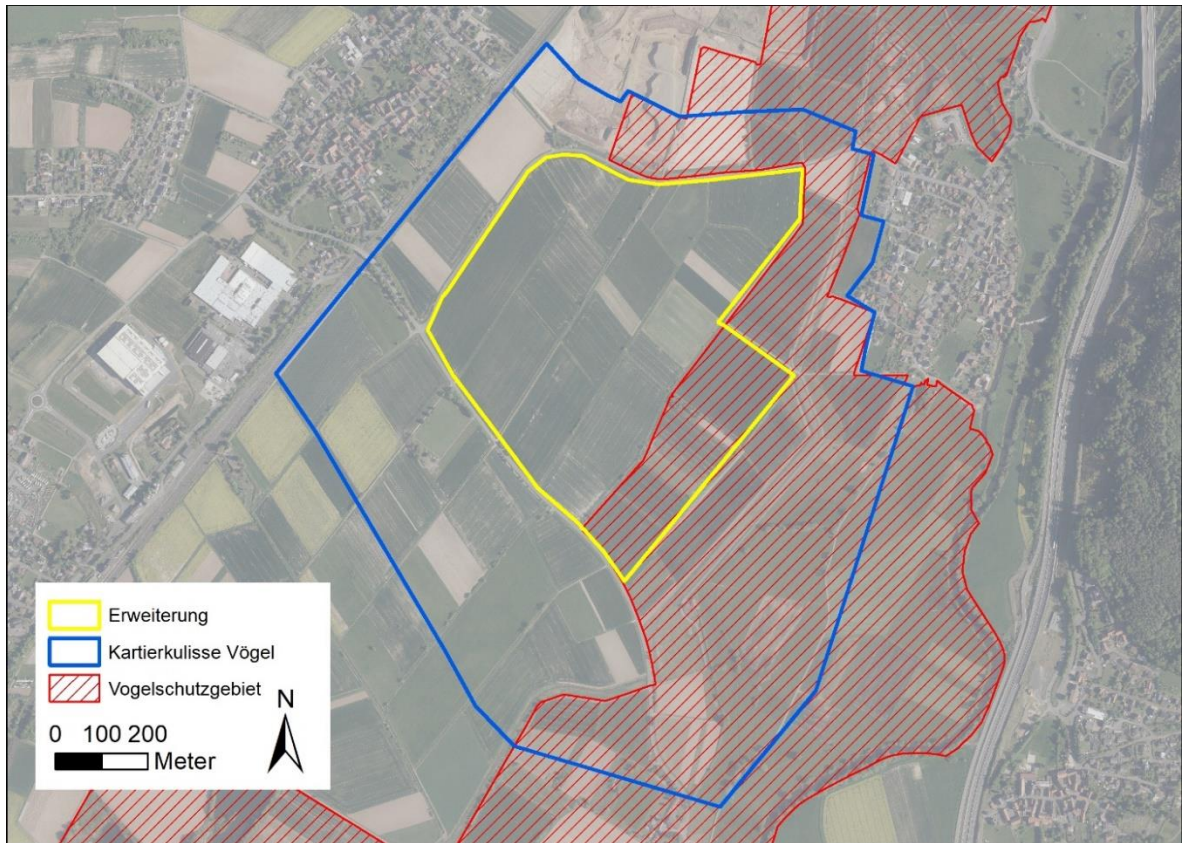 Erweiterung
Kartierkulisse Vögel
Vogelschutzgebiet
N
0 100 200
Meter